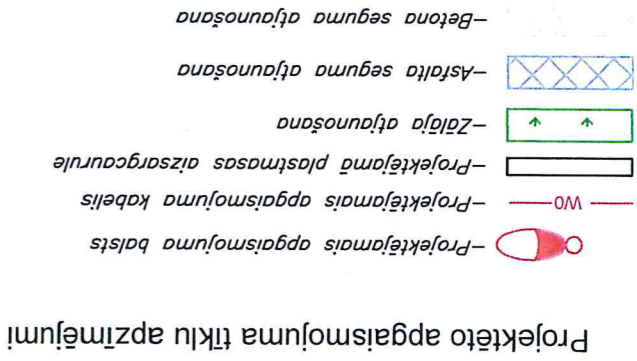 Projektēto apgaismojuma tīklu apzīmējumi
–Projektējamais apgaismojuma balsts
W0 –Projektējamais apgaismojuma kabelis
–Projektējamā plastmasas aizsargcaurule
–Zālāja atjaunošana
–Asfalta seguma atjaunošana
–Betona seguma atjaunošana